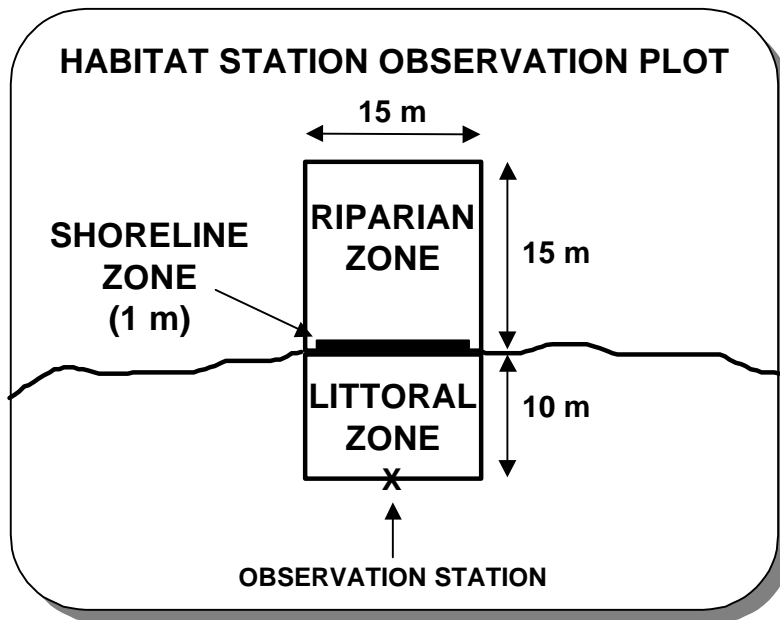 HABITAT STATION OBSERVATION PLOT
15 m
RIPARIAN
ZONE
SHORELINE
ZONE
(1 m)
15 m
LITTORAL
ZONE
10 m
X
OBSERVATION STATION